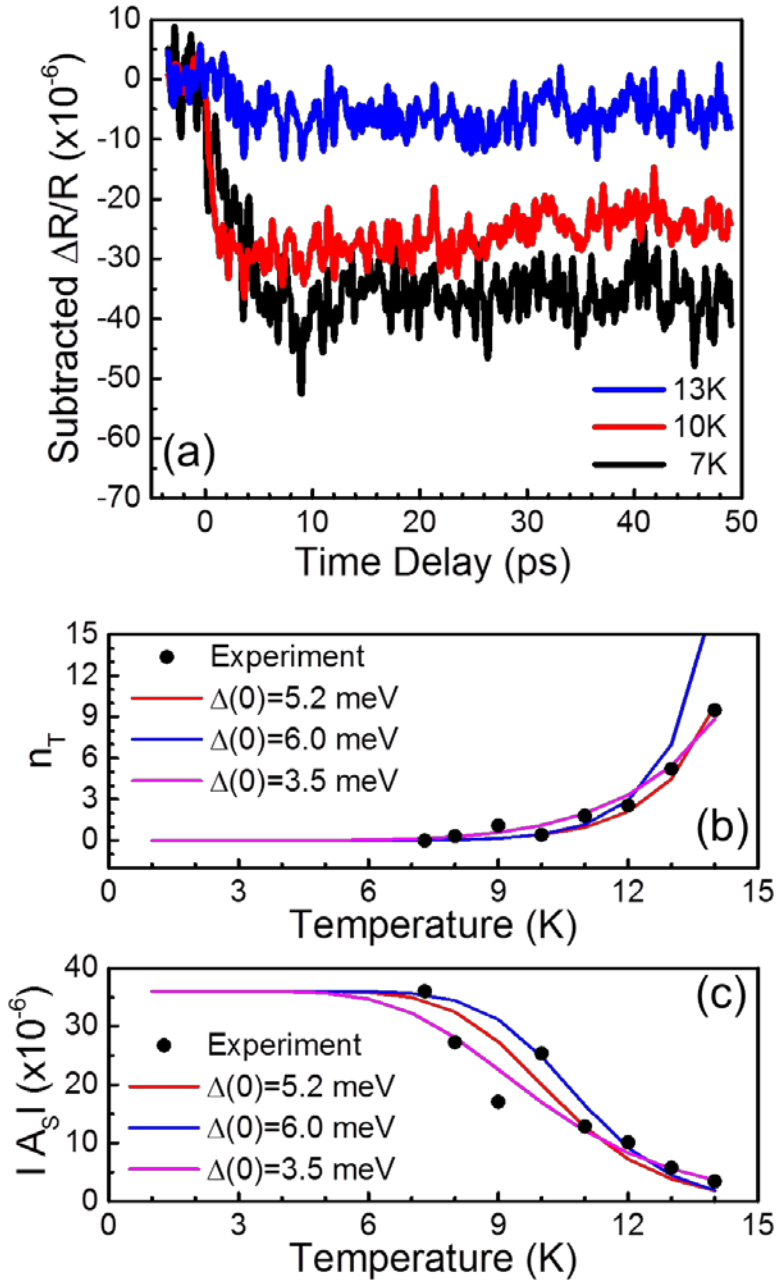 10
0
-10
-20
-30
-40
-50
-60
-70
Subtracted ΔR/R (x10⁻⁶)
13K
10K
7K
(a)
0 10 20 30 40 50
Time Delay (ps)
15
12
9
6
3
0
n_T
Experiment
Δ(0)=5.2 meV
Δ(0)=6.0 meV
Δ(0)=3.5 meV
(b)
0 3 6 9 12 15
Temperature (K)
40
30
20
10
0
I A_S I (x10⁻⁶)
(c)
Experiment
Δ(0)=5.2 meV
Δ(0)=6.0 meV
Δ(0)=3.5 meV
0 3 6 9 12 15
Temperature (K)